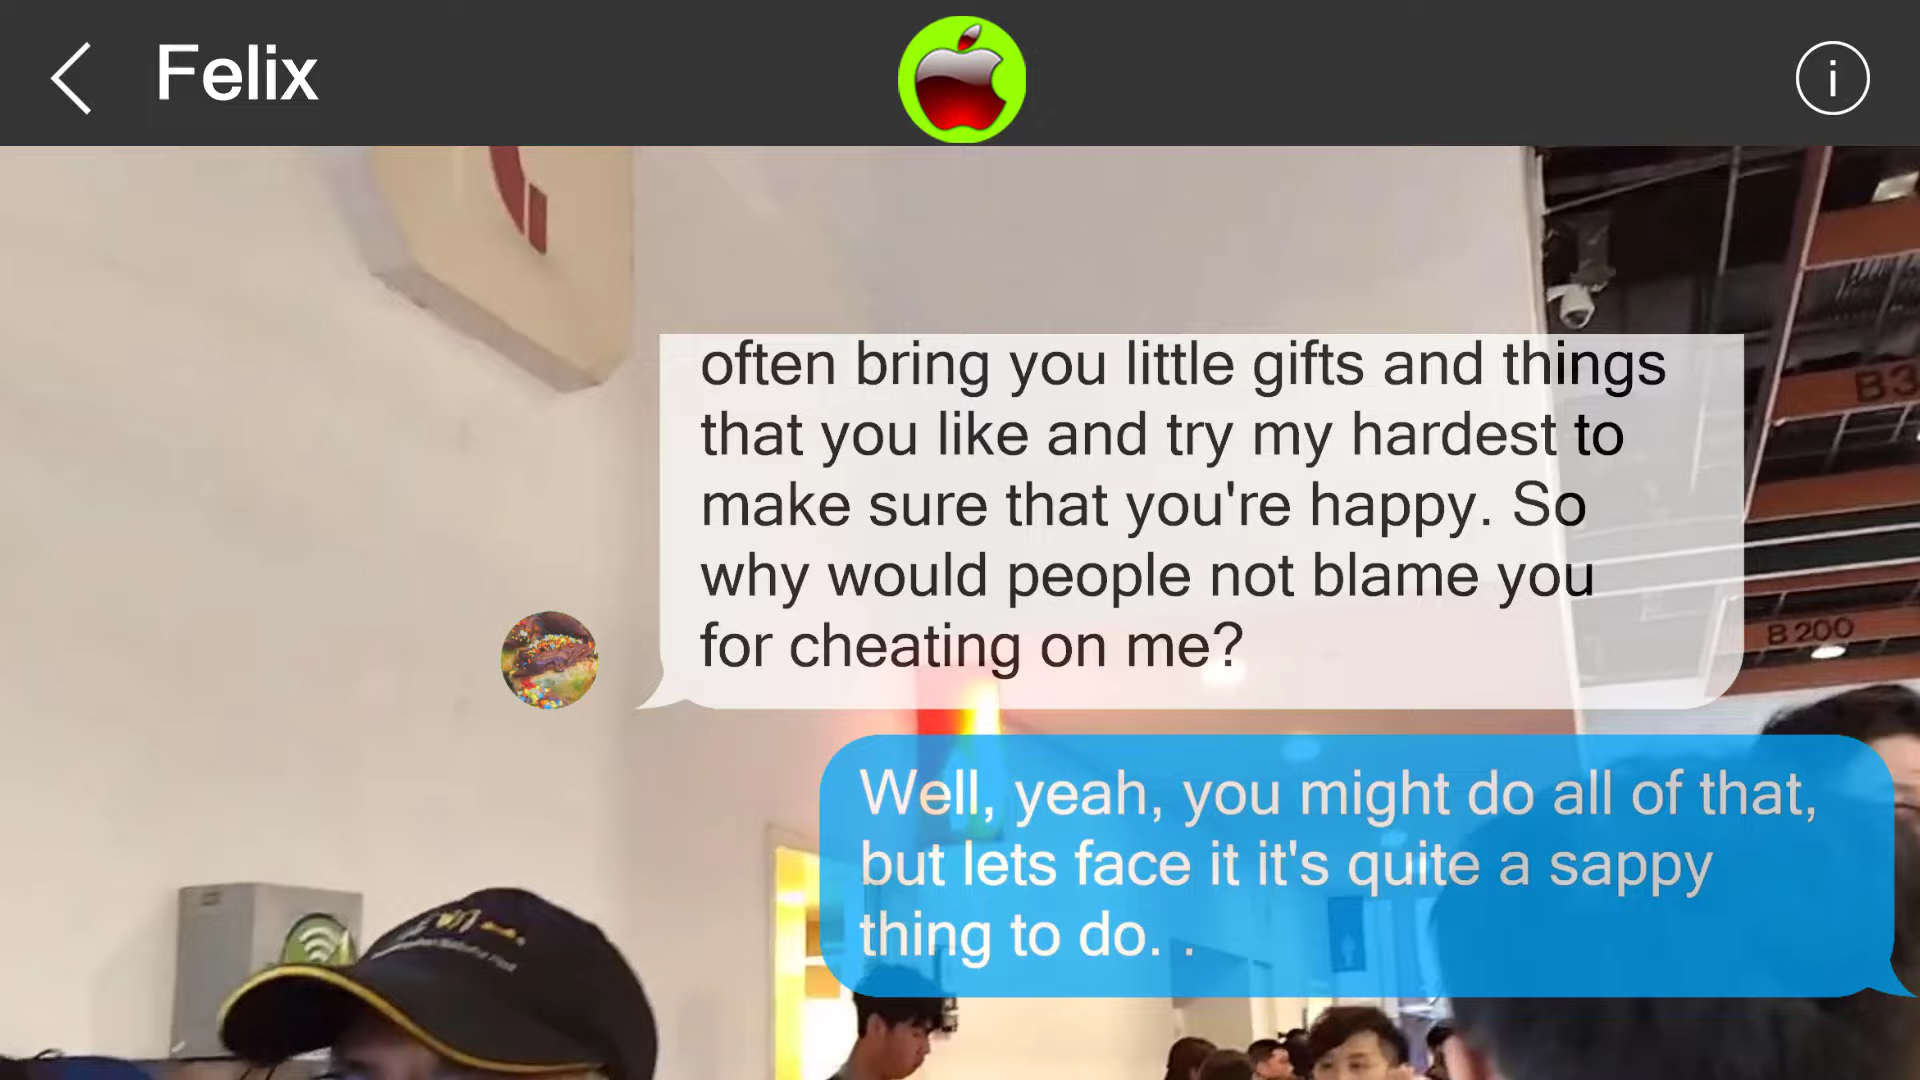 Felix
i
often bring you little gifts and things
that you like and try my hardest to
make sure that you're happy. So
why would people not blame you
for cheating on me?
B3
B200
Well, yeah, you might do all of that,
but lets face it it's quite a sappy
thing to do. .